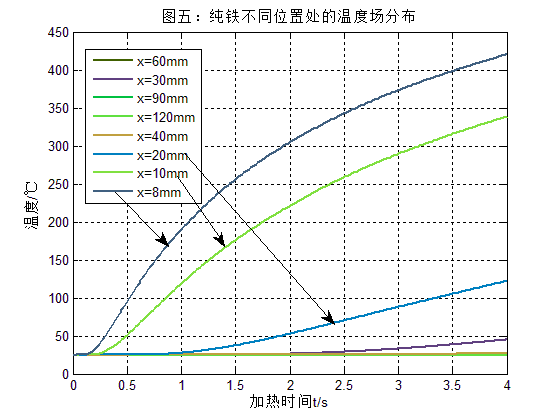 图五：纯铁不同位置处的温度场分布
450
400
350
300
250
200
150
100
50
0
温度/℃
x=60mm
x=30mm
x=90mm
x=120mm
x=40mm
x=20mm
x=10mm
x=8mm
0 0.5 1 1.5 2 2.5 3 3.5 4
加热时间t/s